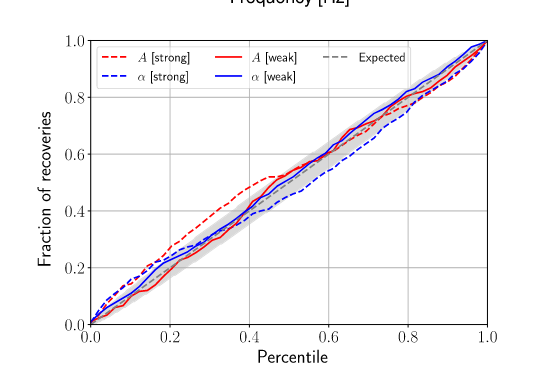 Frequency [Hz]
1.0
0.8
0.6
0.4
0.2
0.0
Fraction of recoveries
A [strong]
α [strong]
A [weak]
α [weak]
Expected
0.0 0.2 0.4 0.6 0.8 1.0
Percentile